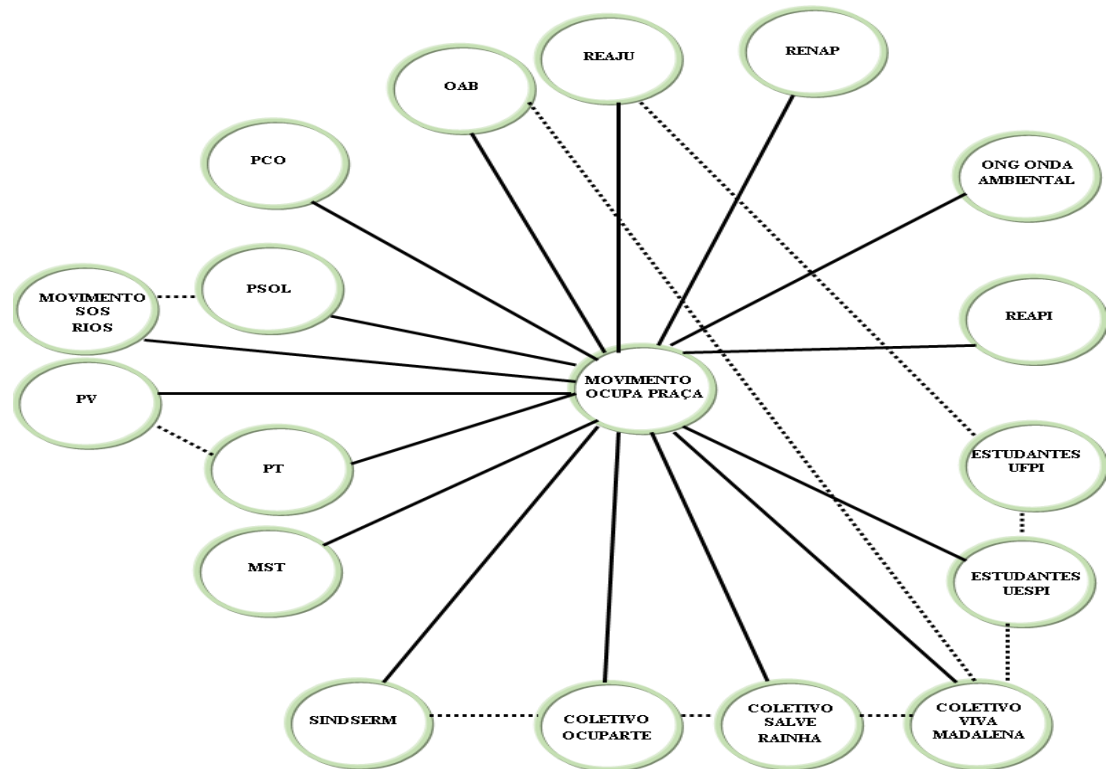 REAJU
RENAP
OAB
PCO
ONG ONDA
AMBIENTAL
PSOL
MOVIMENTO
SOS
RIOS
REAPI
MOVIMENTO
OCUPA PRAÇA
PV
PT
ESTUDANTES
UFPI
MST
ESTUDANTES
UESPI
SINDSERM
COLETIVO
OCUPARTE
COLETIVO
SALVE
RAINHA
COLETIVO
VIVA
MADALENA